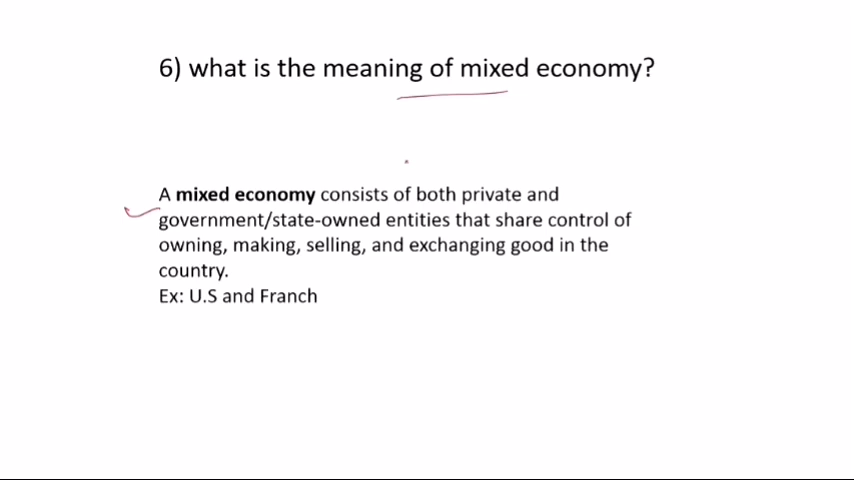 6) what is the meaning of mixed economy?
A mixed economy consists of both private and
government/state-owned entities that share control of
owning, making, selling, and exchanging good in the
country.
Ex: U.S and Franch